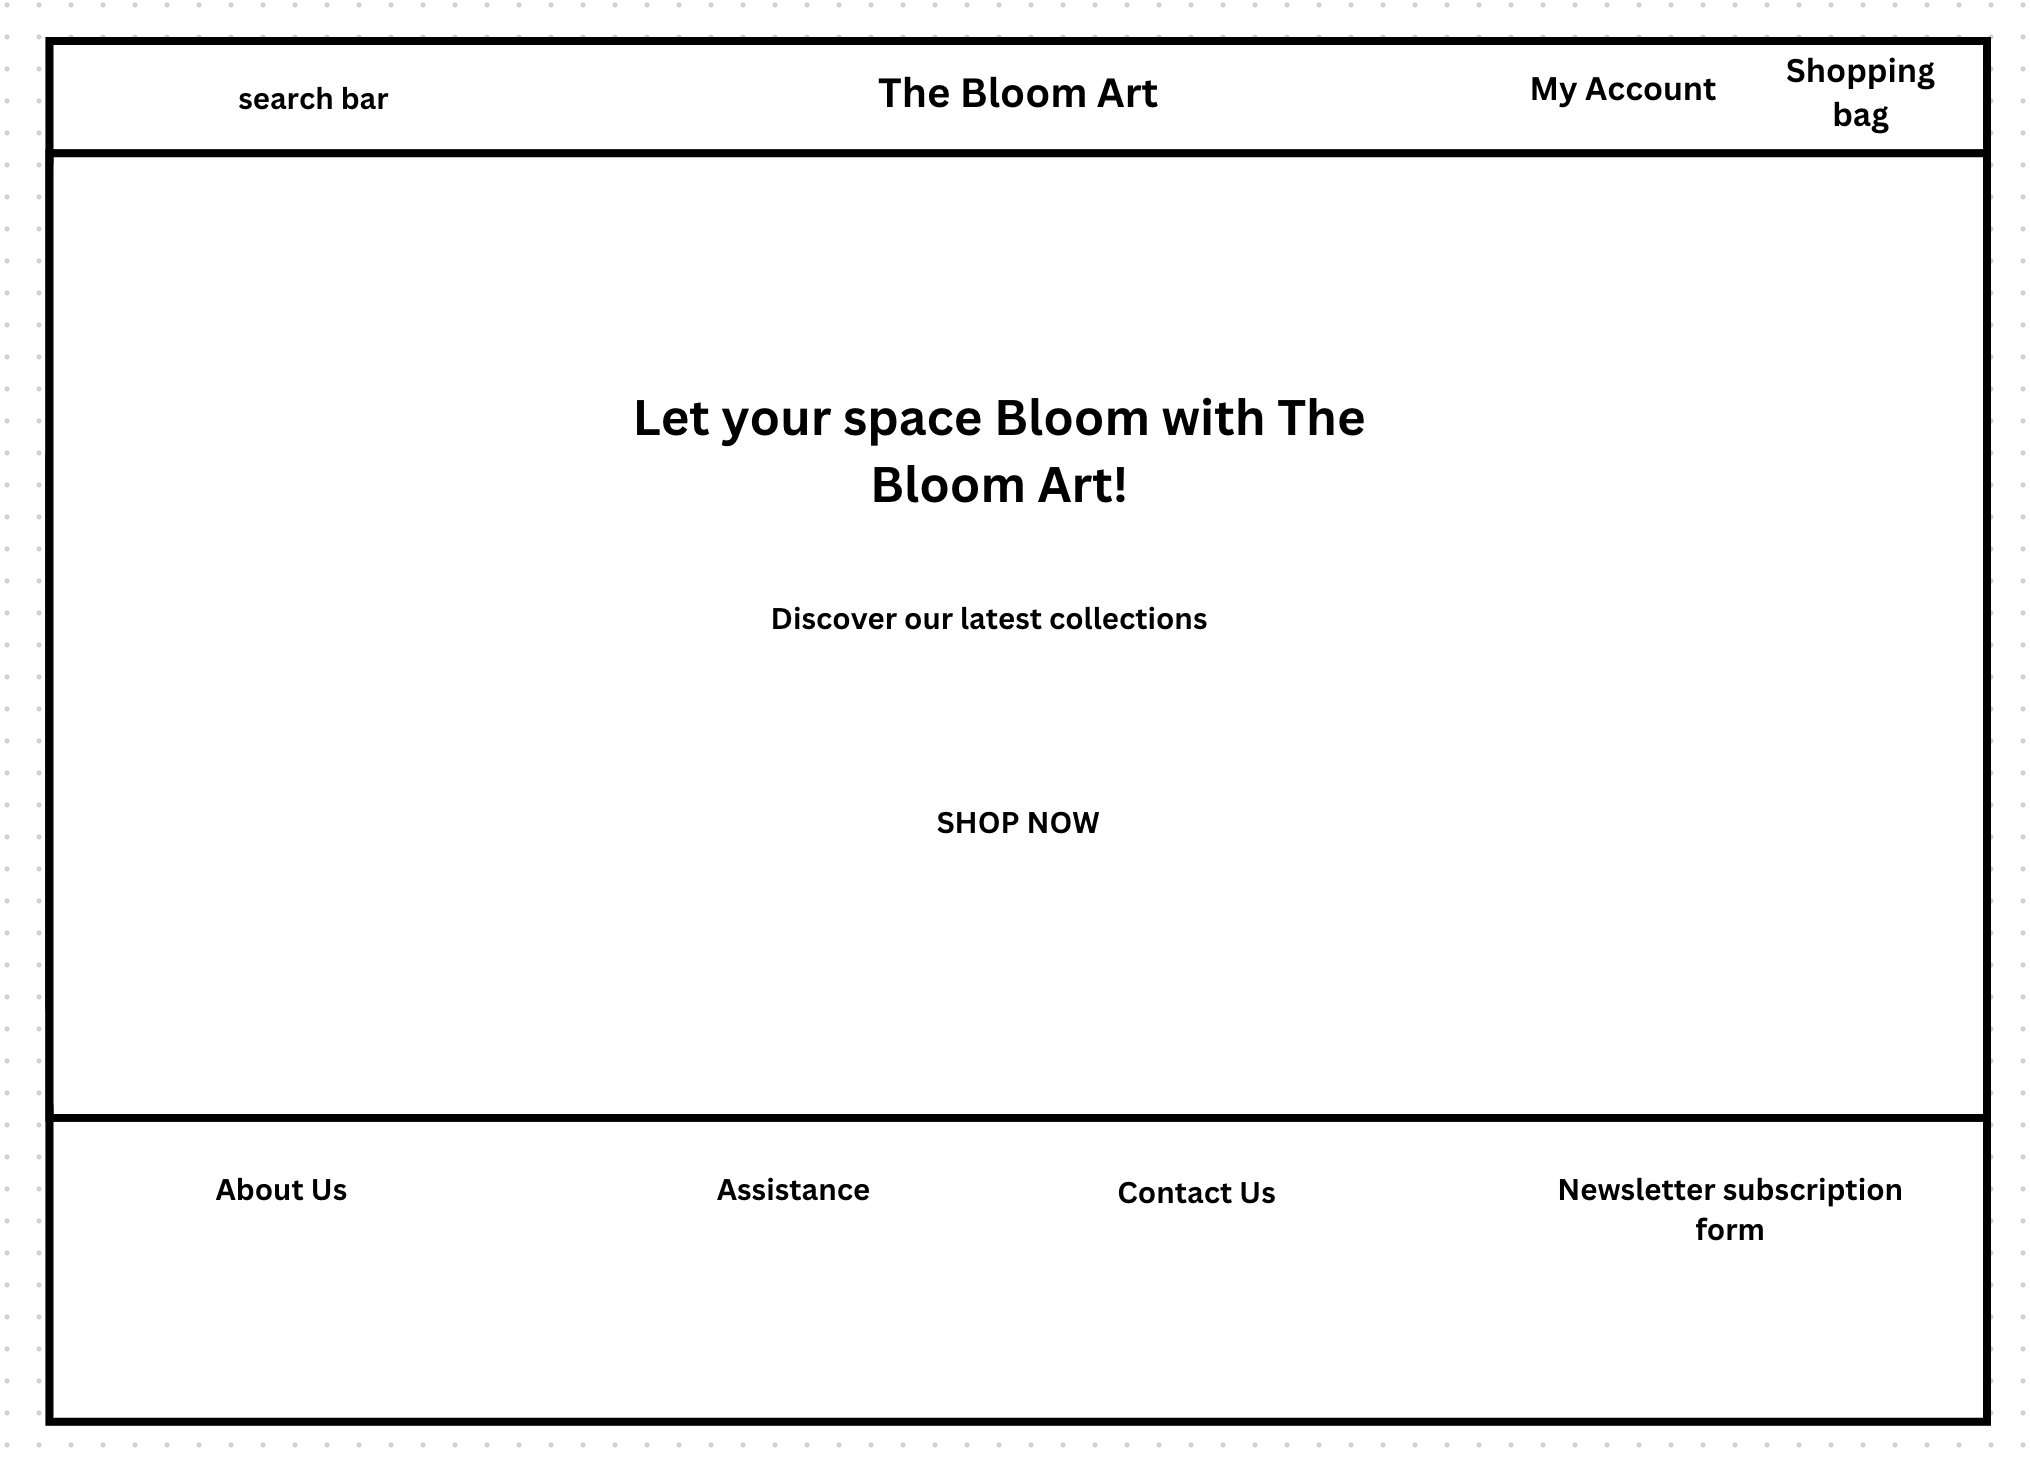 search bar
The Bloom Art
My Account
Shopping
bag
Let your space Bloom with The
Bloom Art!
Discover our latest collections
SHOP NOW
About Us
Assistance
Contact Us
Newsletter subscription
form